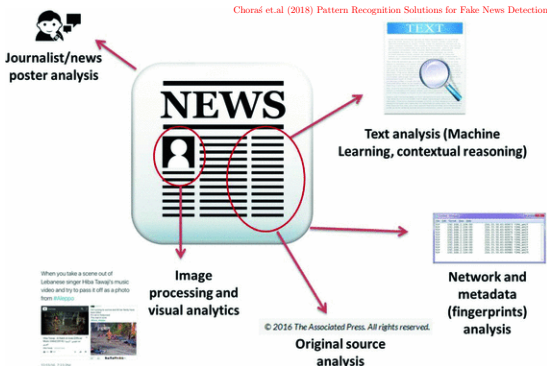 Choraś et.al (2018) Pattern Recognition Solutions for Fake News Detection
TEXT
Journalist/news
poster analysis
NEWS
Text analysis (Machine
Learning, contextual reasoning)
When you take a scene out of
Lebanese singer Hiba Tawaji's music
video and try to pass it off as a photo
from #Aleppo
Image
processing and
visual analytics
Network and
metadata
(fingerprints)
analysis
© 2016 The Associated Press. All rights reserved.
Original source
analysis